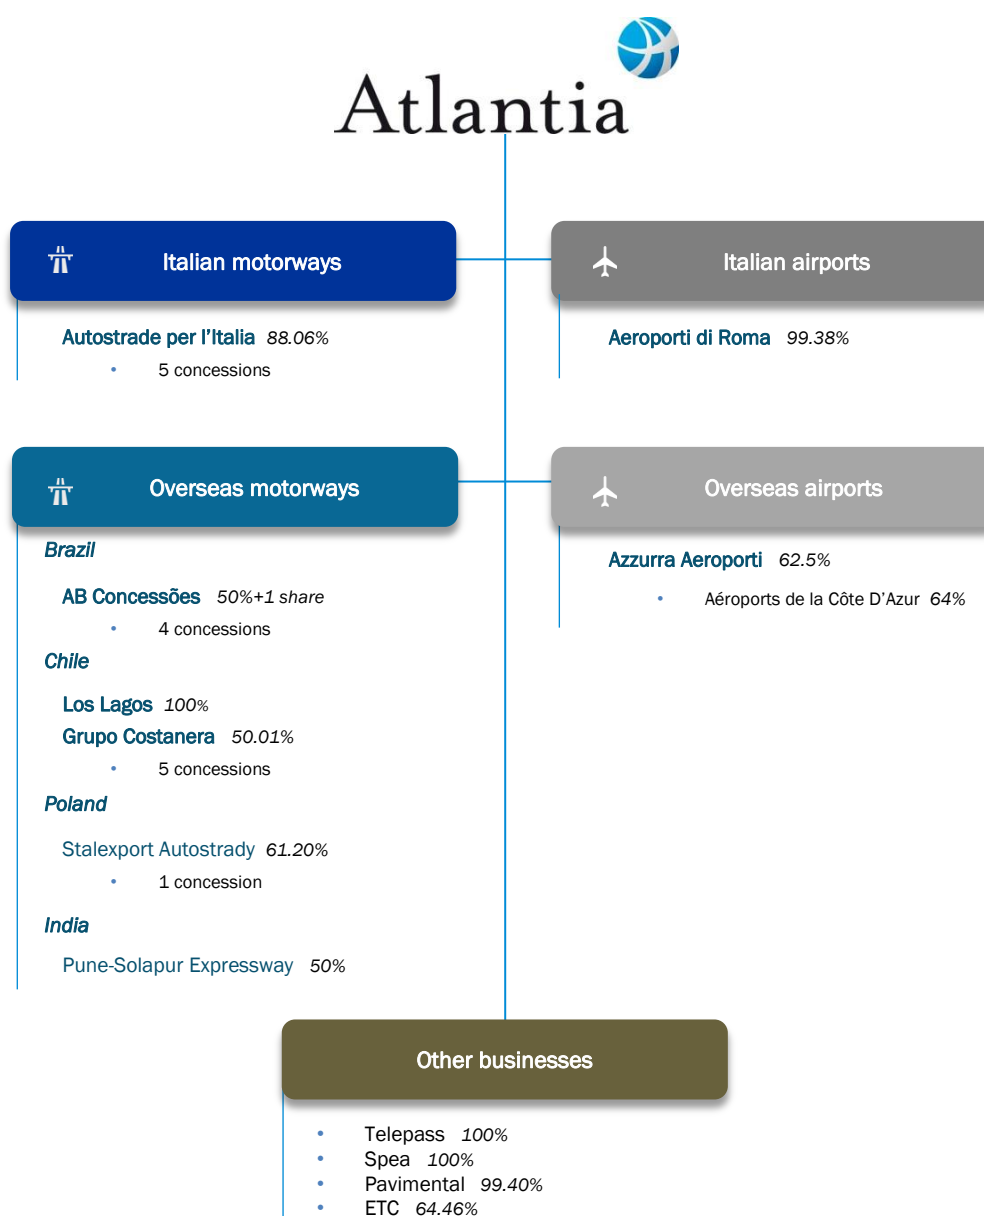 Atlantia
Italian motorways
Autostrade per l’Italia 88.06%
• 5 concessions
Italian airports
Aeroporti di Roma 99.38%
Overseas motorways
Brazil
AB Concessões 50%+1 share
• 4 concessions
Chile
Los Lagos 100%
Grupo Costanera 50.01%
• 5 concessions
Poland
Stalexport Autostrady 61.20%
• 1 concession
India
Pune-Solapur Expressway 50%
Overseas airports
Azzurra Aeroporti 62.5%
• Aéroports de la Côte D’Azur 64%
Other businesses
• Telepass 100%
• Spea 100%
• Pavimental 99.40%
• ETC 64.46%